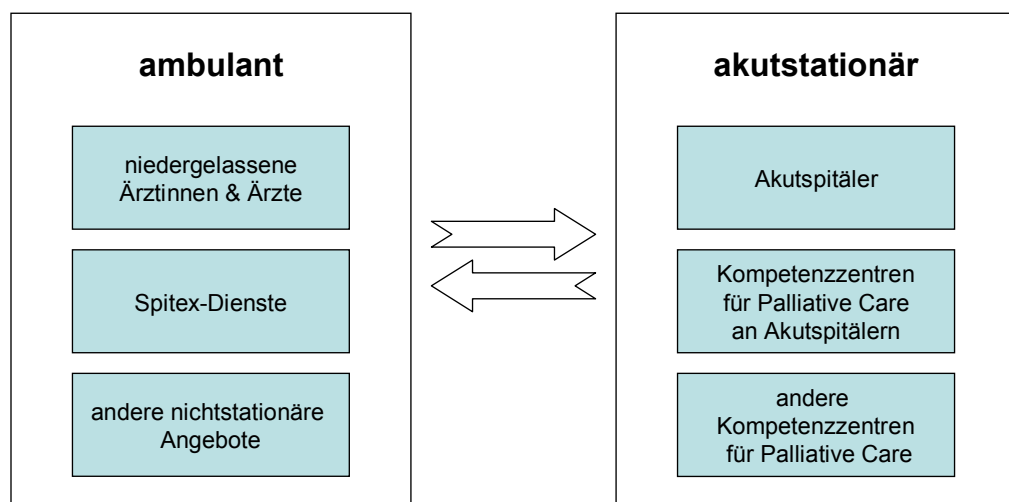 ambulant
niedergelassene
Ärztinnen & Ärzte
Spitex-Dienste
andere nichtstationäre
Angebote
akutstationär
Akutspitäler
Kompetenzzentren
für Palliative Care
an Akutspitälern
andere
Kompetenzzentren
für Palliative Care